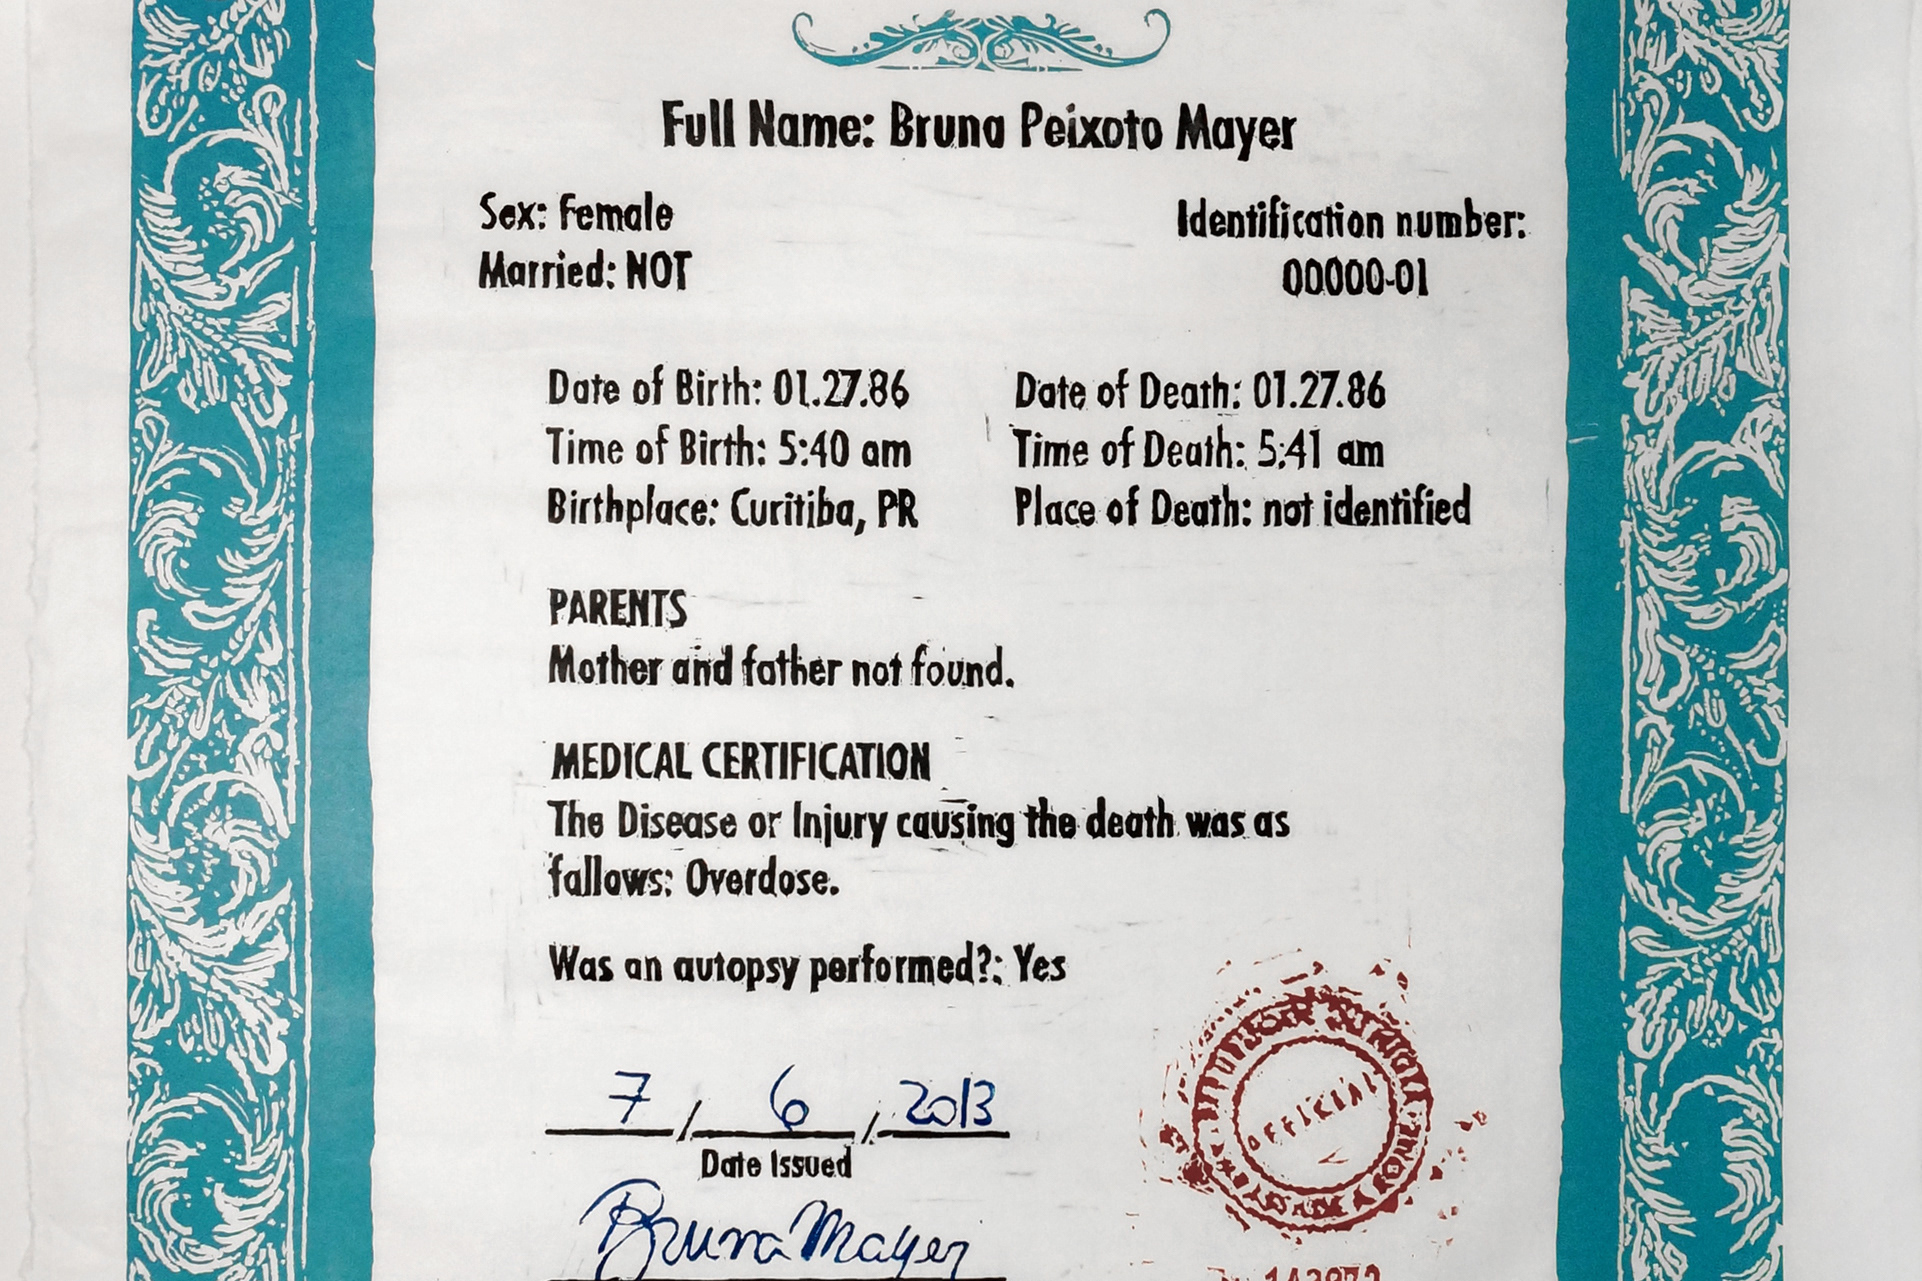 Full Name: Bruna Peixoto Mayer
Sex: Female
Married: NOT
Identification number:
00000-01
Date of Birth: 01.27.86
Time of Birth: 5:40 am
Birthplace: Curitiba, PR
Date of Death: 01.27.86
Time of Death: 5:41 am
Place of Death: not identified
PARENTS
Mother and father not found.
MEDICAL CERTIFICATION
The Disease or Injury causing the death was as
fallows: Overdose.
Was an autopsy performed?: Yes
7 / 6 / 2013
Date Issued
Bruna Mayer
OFFICIAL